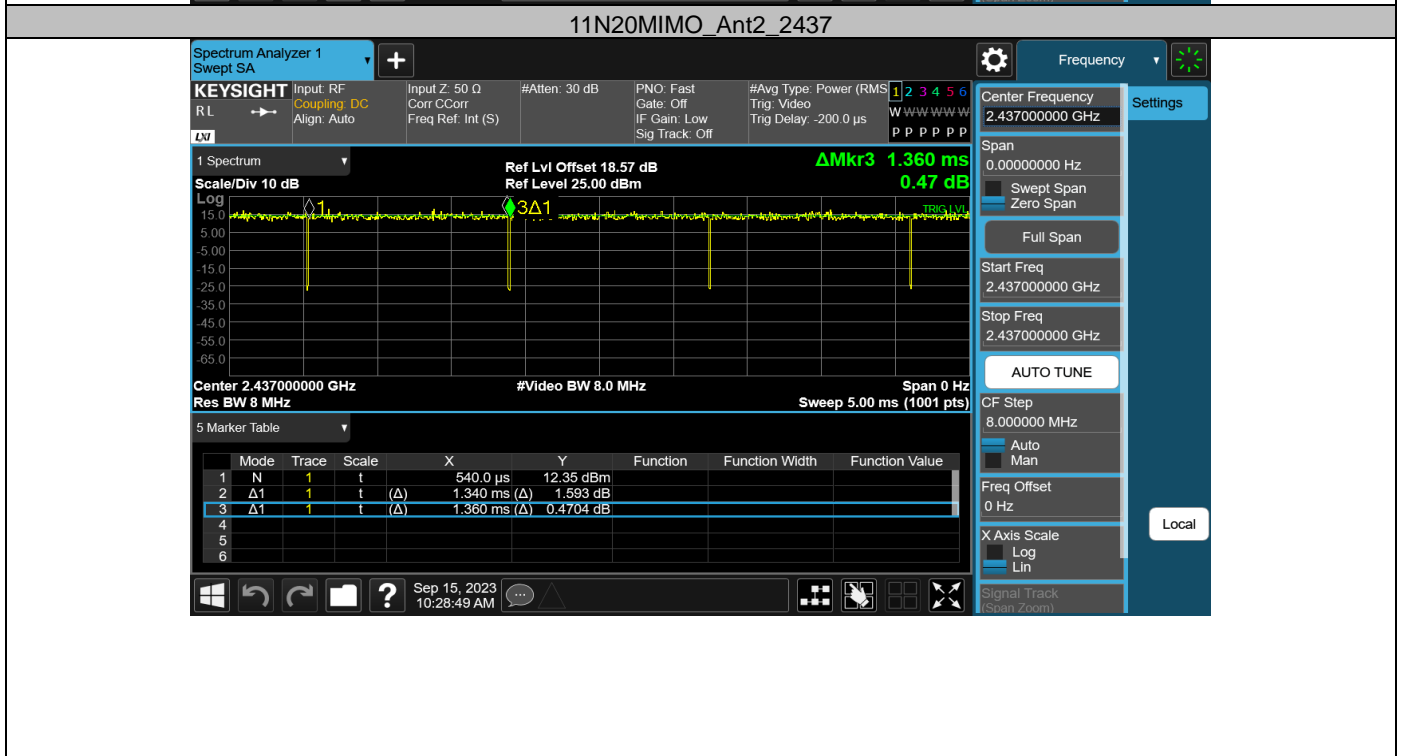 11N20MIMO_Ant2_2437
Spectrum Analyzer 1
Swept SA
+
Frequency
KEYSIGHT
RL
LXI
Input: RF
Coupling: DC
Align: Auto
Input Z: 50 Ω
Corr CCorr
Freq Ref: Int (S)
#Atten: 30 dB
PNO: Fast
Gate: Off
IF Gain: Low
Sig Track: Off
#Avg Type: Power (RMS
Trig: Video
Trig Delay: -200.0 µs
1 2 3 4 5 6
W W W W W W
P P P P P P
1 Spectrum
Scale/Div 10 dB
Ref Lvl Offset 18.57 dB
Ref Level 25.00 dBm
ΔMkr3 1.360 ms
0.47 dB
Log
15.0
5.00
-5.00
-15.0
-25.0
-35.0
-45.0
-55.0
-65.0
1
3Δ1
TRIG LVL
Center 2.437000000 GHz
#Video BW 8.0 MHz
Span 0 Hz
Res BW 8 MHz
Sweep 5.00 ms (1001 pts)
5 Marker Table
Mode Trace Scale X Y Function Function Width Function Value
1 N 1 t 540.0 µs 12.35 dBm
2 Δ1 1 t (Δ) 1.340 ms (Δ) 1.593 dB
3 Δ1 1 t (Δ) 1.360 ms (Δ) 0.4704 dB
4
5
6
Center Frequency
2.437000000 GHz
Settings
Span
0.00000000 Hz
Swept Span
Zero Span
Full Span
Start Freq
2.437000000 GHz
Stop Freq
2.437000000 GHz
AUTO TUNE
CF Step
8.000000 MHz
Auto
Man
Freq Offset
0 Hz
X Axis Scale
Log
Lin
Local
Signal Track
(Span Zoom)
?
Sep 15, 2023
10:28:49 AM